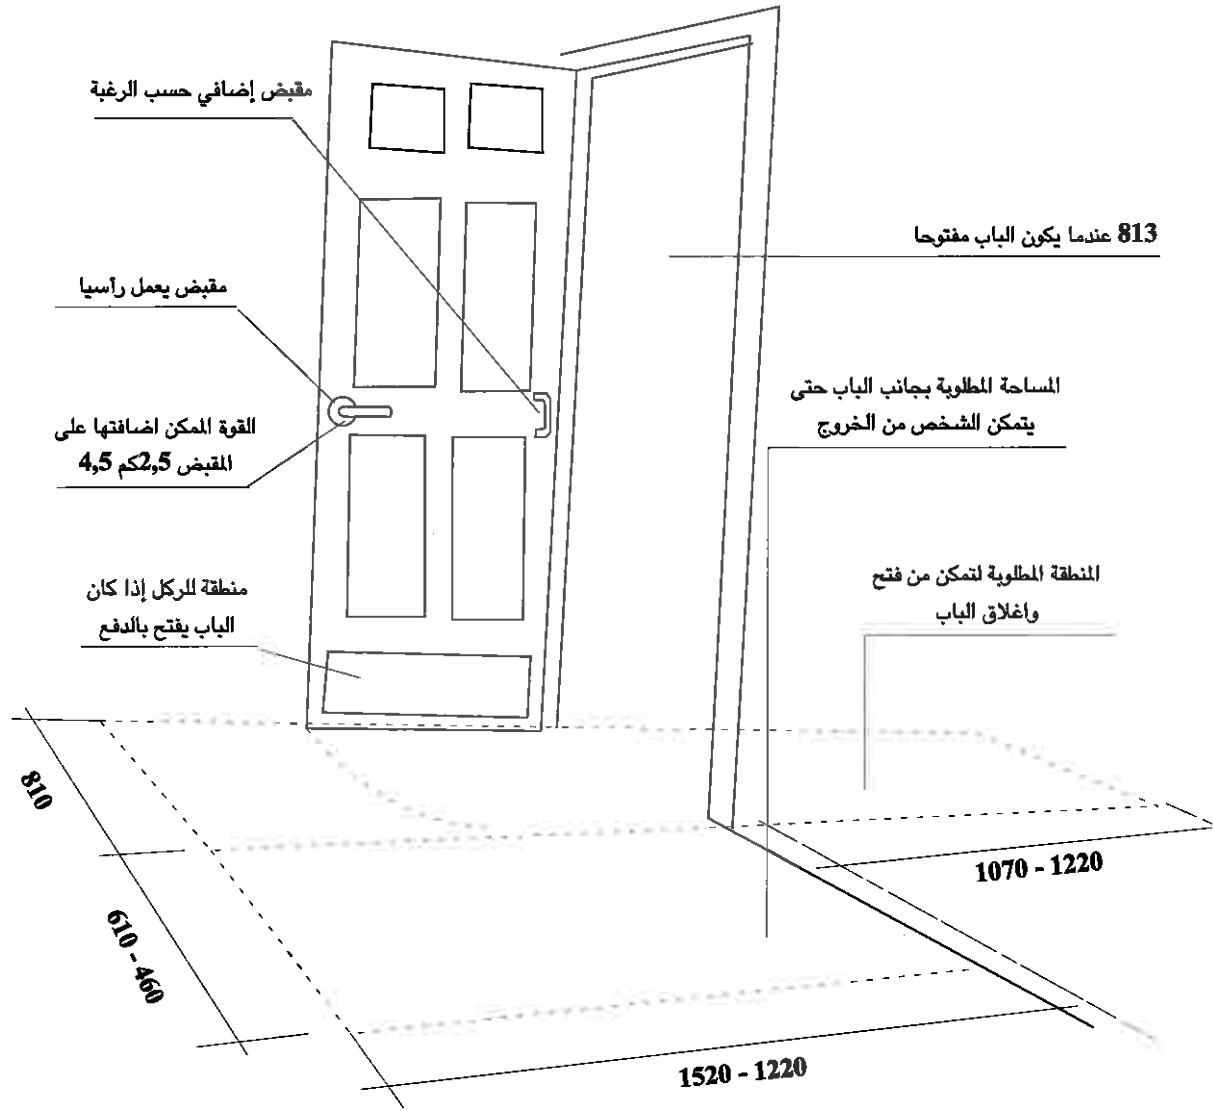 مقبض إضافي حسب الرغبة
813 عندما يكون الباب مفتوحا
مقبض يعمل رأسيا
المساحة المطلوبة بجانب الباب حتى
يتمكن الشخص من الخروج
القوة الممكن اضافتها على
المقبض 2,5كم 4,5
المنطقة المطلوبة لتمكن من فتح
واغلاق الباب
منطقة للركل إذا كان
الباب يفتح بالدفع
810
1070 - 1220
610 - 460
1520 - 1220